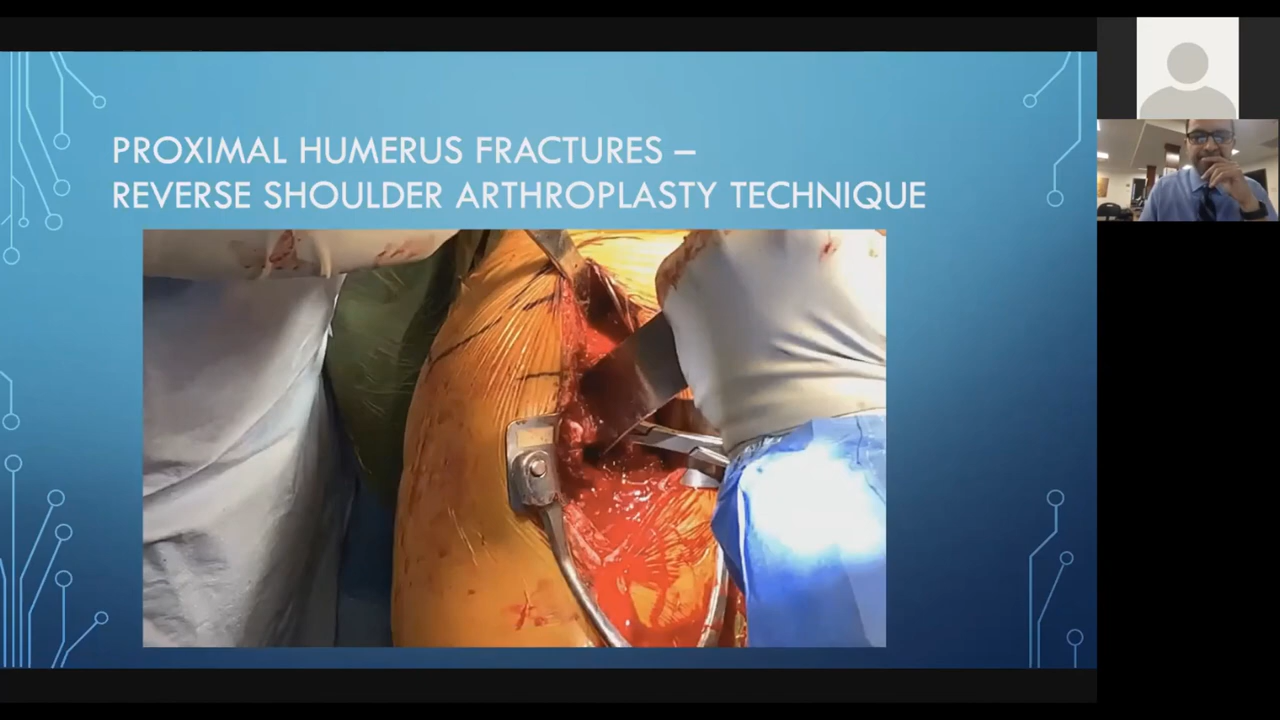 PROXIMAL HUMERUS FRACTURES –
REVERSE SHOULDER ARTHROPLASTY TECHNIQUE